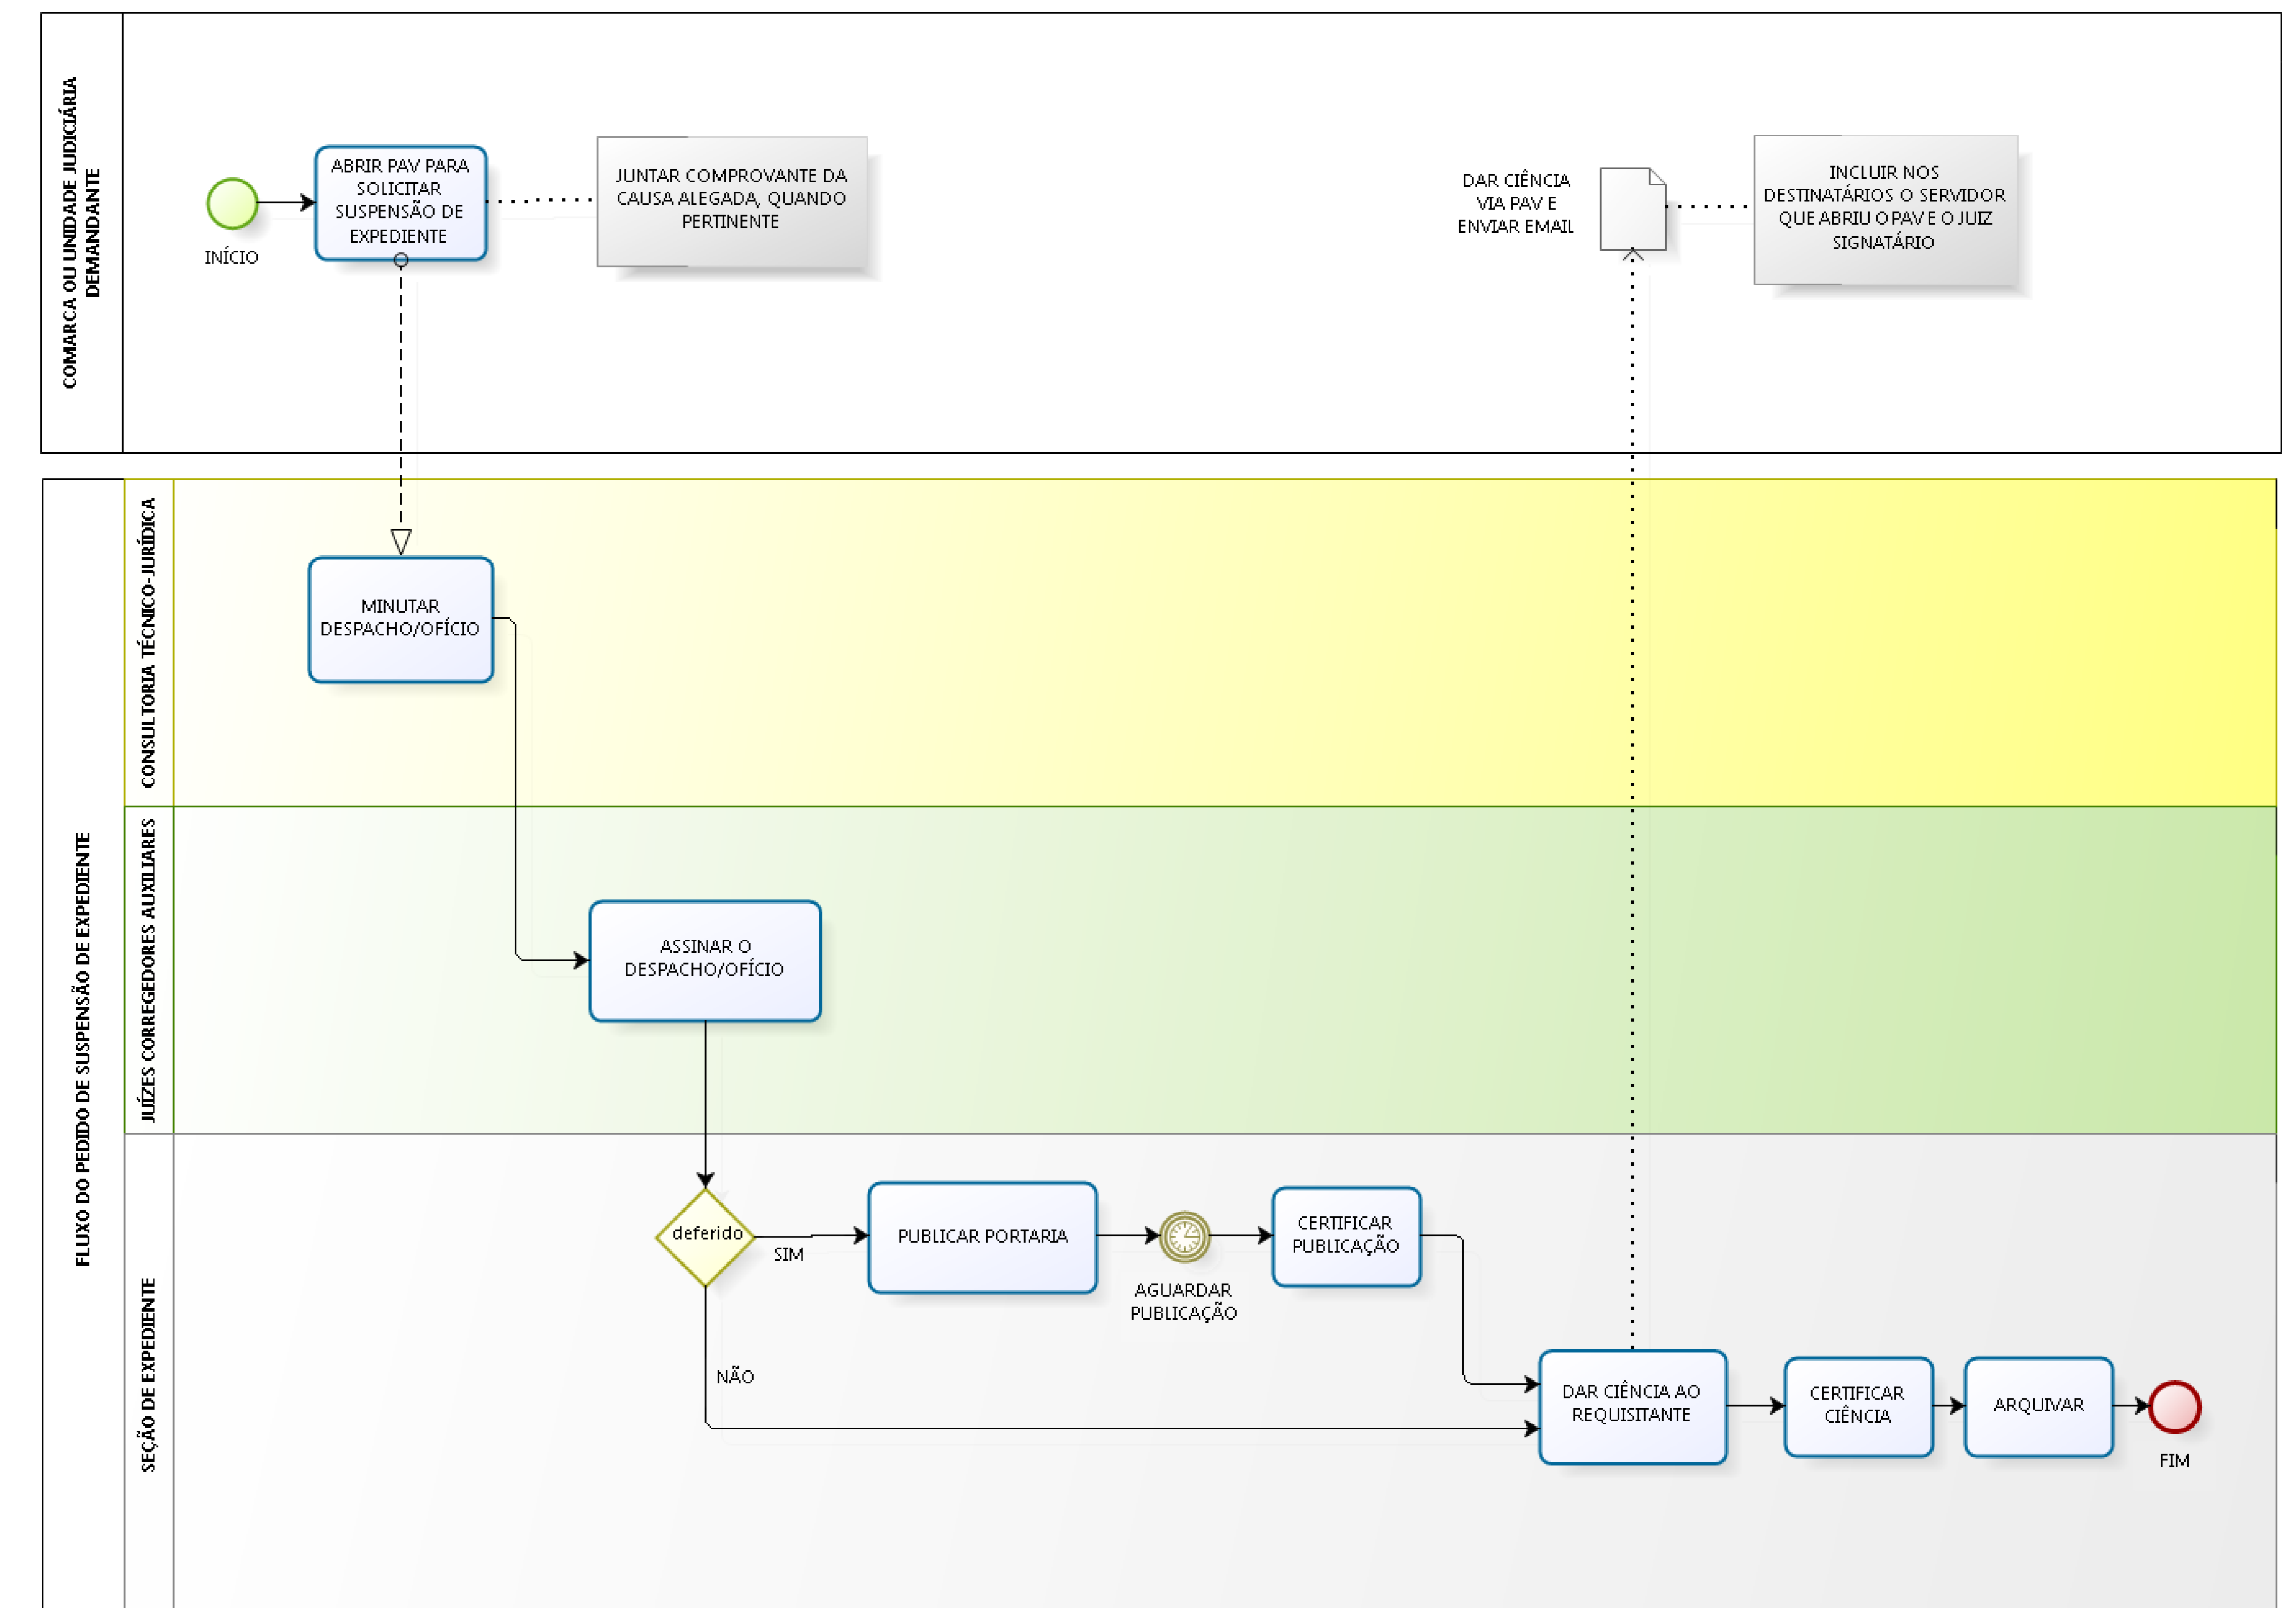 COMARCA OU UNIDADE JUDICIÁRIA
DEMANDANTE
INÍCIO
ABRIR PAV PARA
SOLICITAR
SUSPENSÃO DE
EXPEDIENTE
JUNTAR COMPROVANTE DA
CAUSA ALEGADA, QUANDO
PERTINENTE
DAR CIÊNCIA
VIA PAV E
ENVIAR EMAIL
INCLUIR NOS
DESTINATÁRIOS O SERVIDOR
QUE ABRIU O PAV E O JUIZ
SIGNATÁRIO
FLUXO DO PEDIDO DE SUSPENSÃO DE EXPEDIENTE
CONSULTORIA TÉCNICO-JURÍDICA
MINUTAR
DESPACHO/OFÍCIO
JUÍZES CORREGEDORES AUXILIARES
ASSINAR O
DESPACHO/OFÍCIO
SEÇÃO DE EXPEDIENTE
deferido
SIM
NÃO
PUBLICAR PORTARIA
AGUARDAR
PUBLICAÇÃO
CERTIFICAR
PUBLICAÇÃO
DAR CIÊNCIA AO
REQUISITANTE
CERTIFICAR
CIÊNCIA
ARQUIVAR
FIM